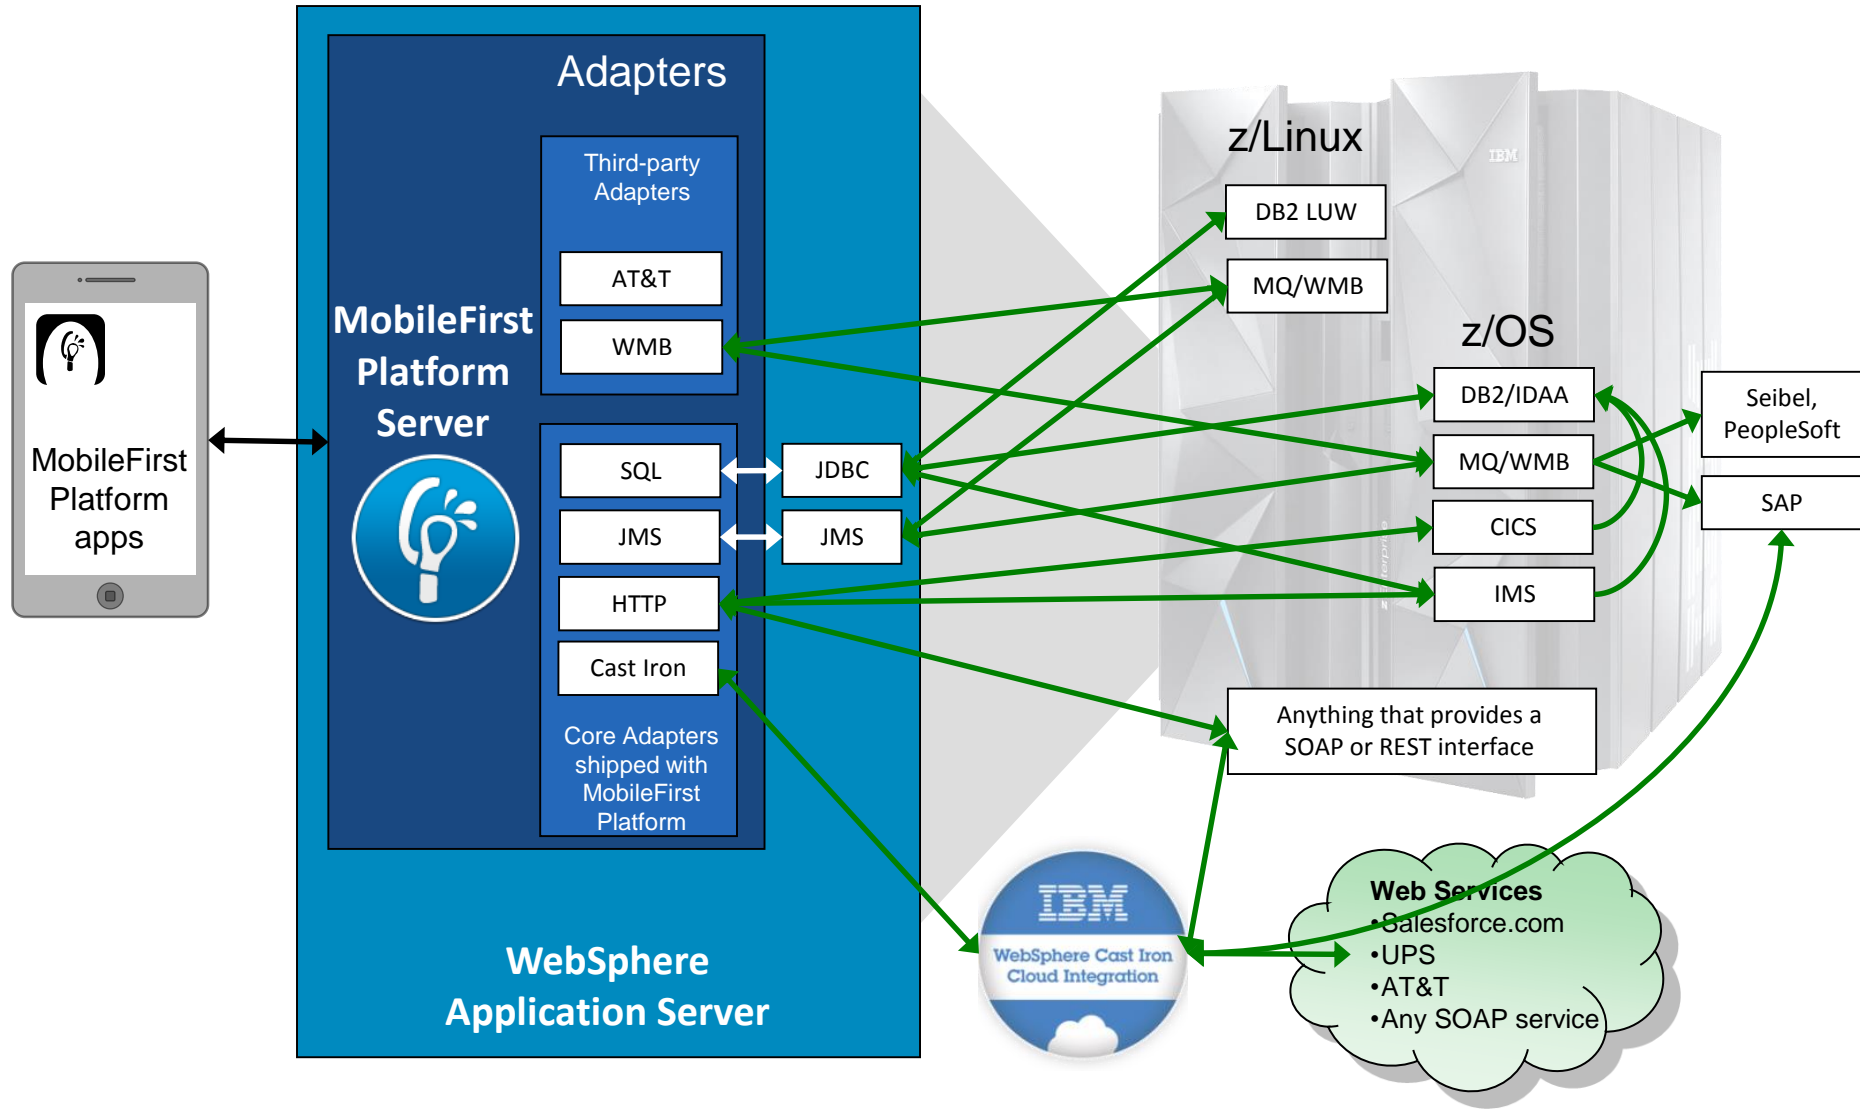 Adapters
Third-party
Adapters
AT&T
WMB
MobileFirst
Platform
Server
SQL
JMS
HTTP
Cast Iron
Core Adapters
shipped with
MobileFirst
Platform
JDBC
JMS
WebSphere
Application Server
MobileFirst
Platform
apps
z/Linux
IBM
DB2 LUW
MQ/WMB
z/OS
DB2/IDAA
MQ/WMB
CICS
IMS
Seibel,
PeopleSoft
SAP
Anything that provides a
SOAP or REST interface
IBM
WebSphere Cast Iron
Cloud Integration
Web Services
•Salesforce.com
•UPS
•AT&T
•Any SOAP service